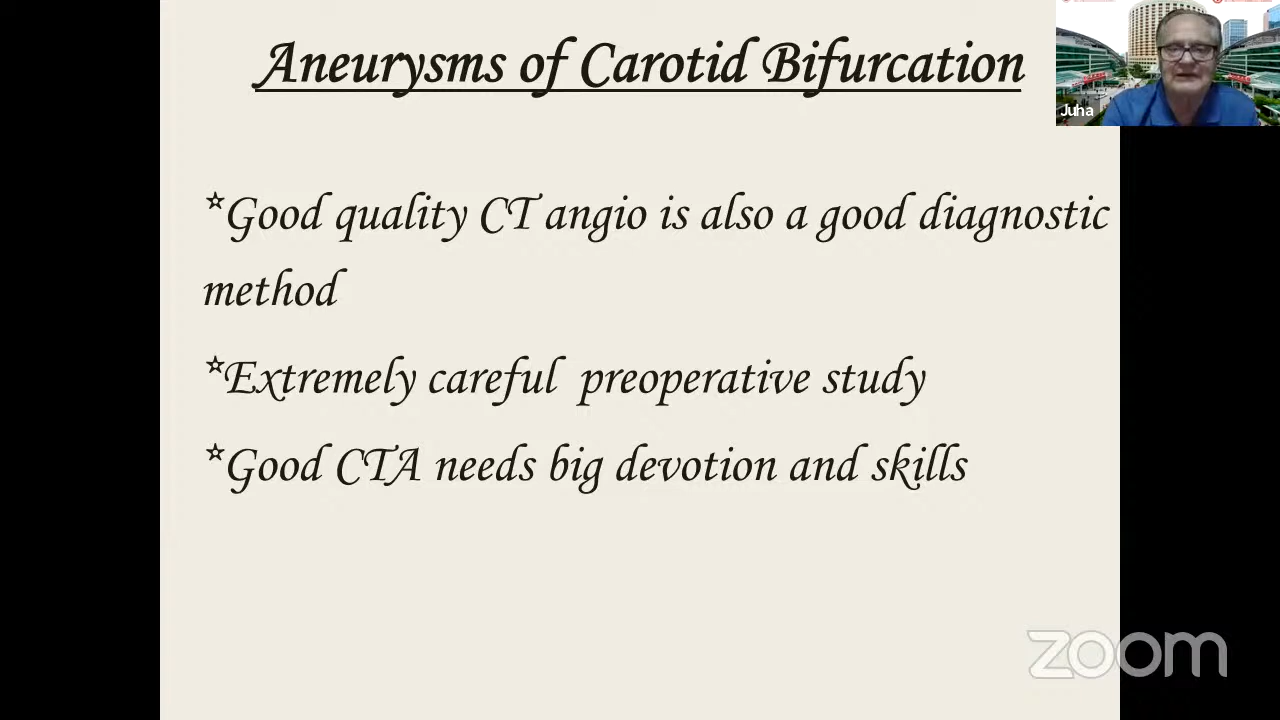 Aneurysms of Carotid Bifurcation
Juha
*Good quality CT angio is also a good diagnostic
method
*Extremely careful preoperative study
*Good CTA needs big devotion and skills
zoom